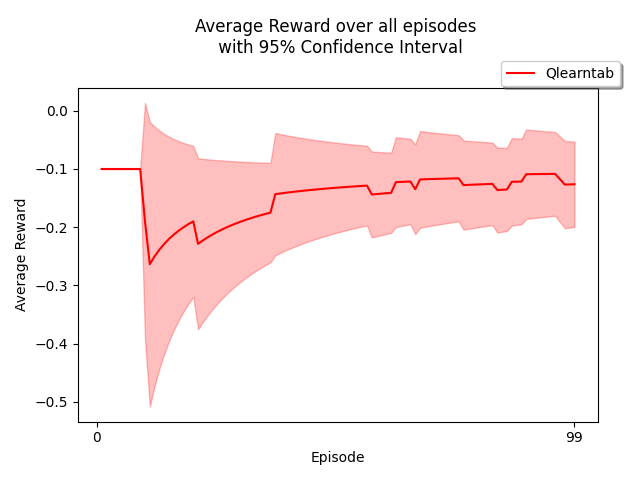 Average Reward over all episodes
with 95% Confidence Interval
Qlearntab
0.0
−0.1
−0.2
−0.3
−0.4
−0.5
Average Reward
0
99
Episode